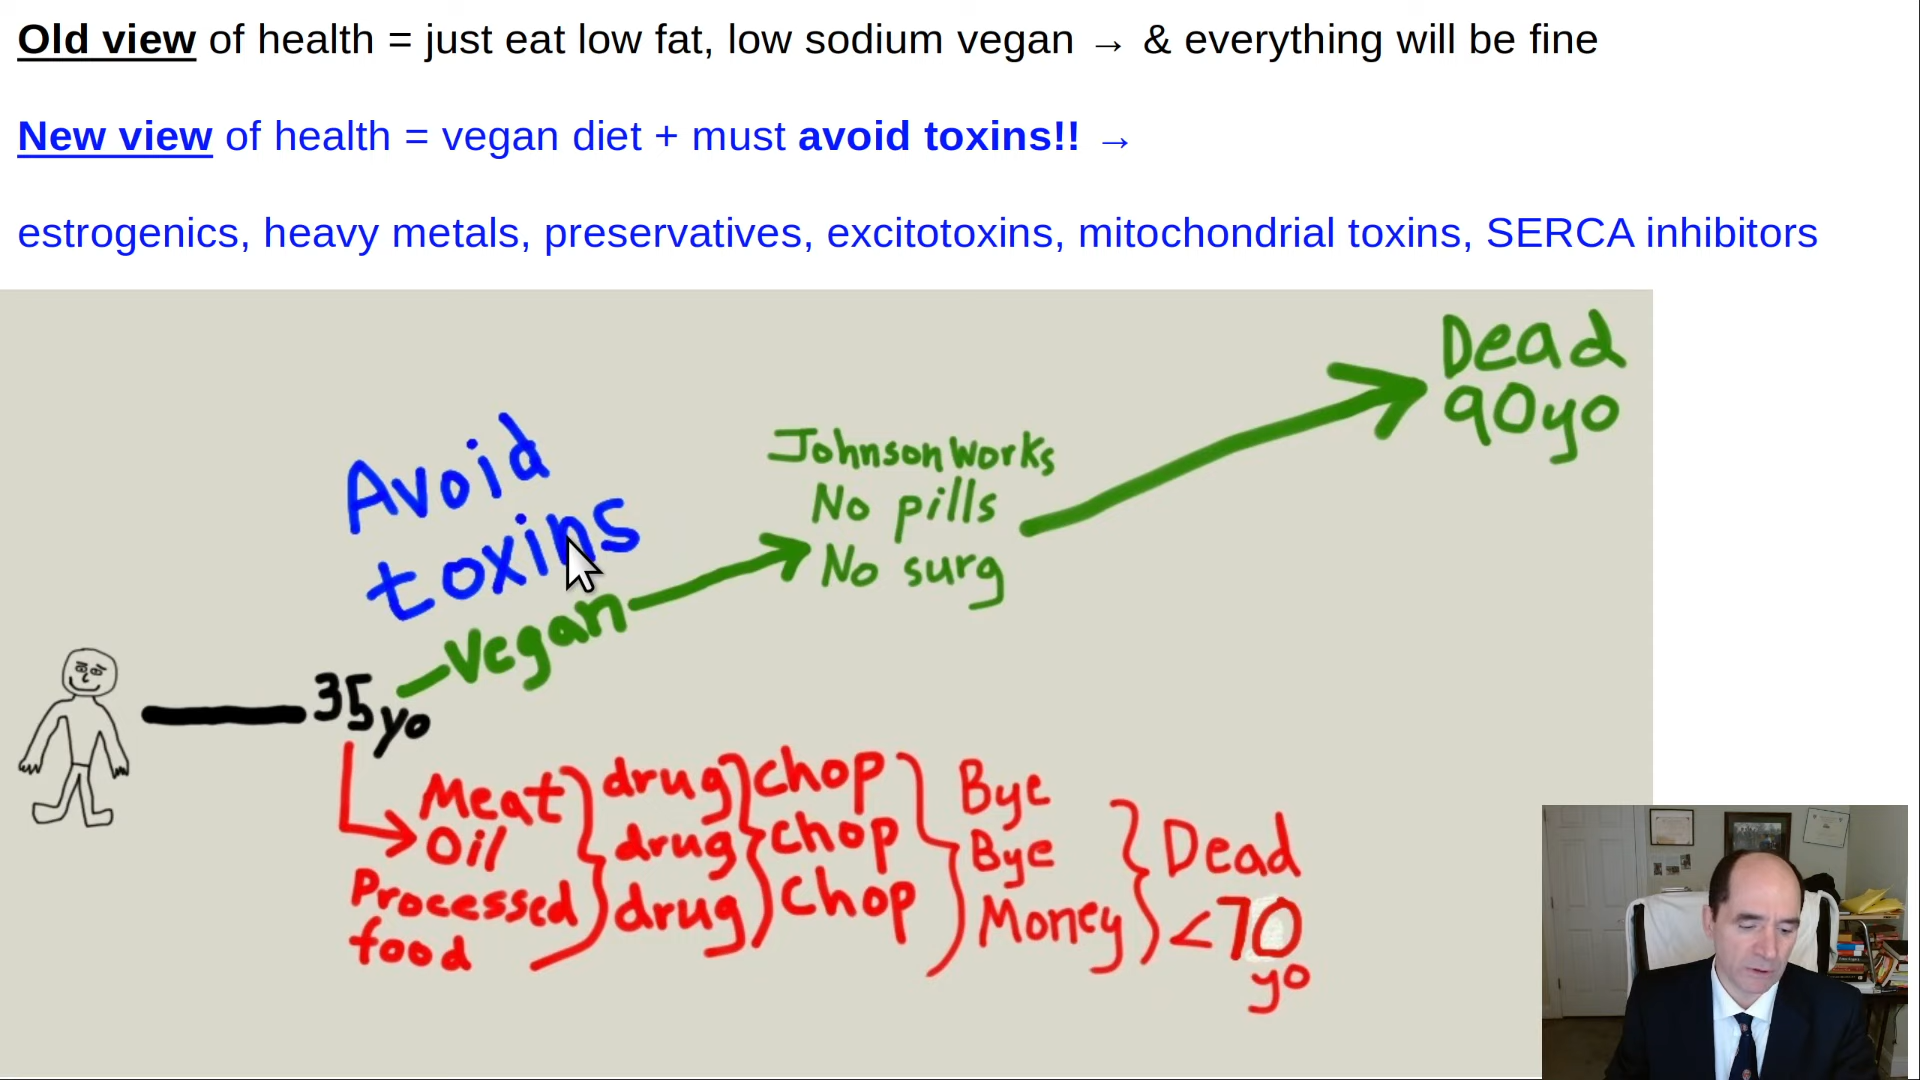 Old view of health = just eat low fat, low sodium vegan → & everything will be fine
New view of health = vegan diet + must avoid toxins!! →
estrogenics, heavy metals, preservatives, excitotoxins, mitochondrial toxins, SERCA inhibitors
Dead
90yo
Avoid
toxins
Johnson Works
No pills
No surg
Vegan
35yo
Meat
Oil
Processed
food
drug
drug
drug
chop
chop
chop
Bye
Bye
Money
Dead
<70
yo